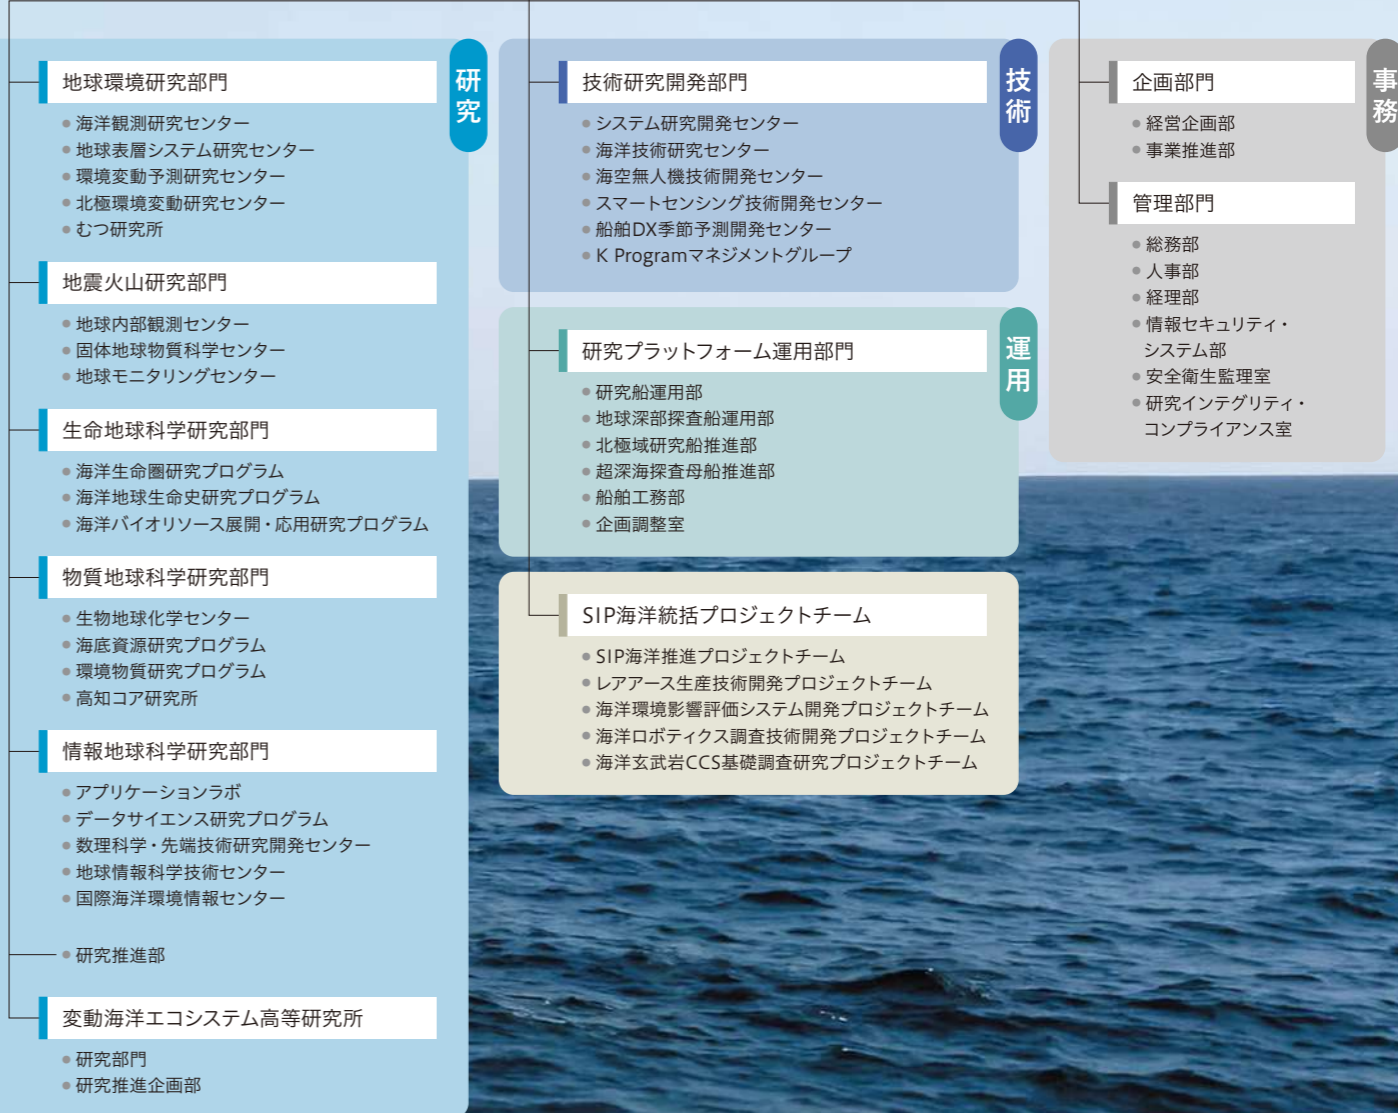 研究
地球環境研究部門
海洋観測研究センター
地球表層システム研究センター
環境変動予測研究センター
北極環境変動研究センター
むつ研究所
地震火山研究部門
地球内部観測センター
固体地球物質科学センター
地球モニタリングセンター
生命地球科学研究部門
海洋生命圏研究プログラム
海洋地球生命史研究プログラム
海洋バイオリソース展開・応用研究プログラム
物質地球科学研究部門
生物地球化学センター
海底資源研究プログラム
環境物質研究プログラム
高知コア研究所
情報地球科学研究部門
アプリケーションラボ
データサイエンス研究プログラム
数理科学・先端技術研究開発センター
地球情報科学技術センター
国際海洋環境情報センター
研究推進部
変動海洋エコシステム高等研究所
研究部門
研究推進企画部
技術
技術研究開発部門
システム研究開発センター
海洋技術研究センター
海空無人機技術開発センター
スマートセンシング技術開発センター
船舶DX季節予測開発センター
K Programマネジメントグループ
運用
研究プラットフォーム運用部門
研究船運用部
地球深部探査船運用部
北極域研究船推進部
超深海探査母船推進部
船舶工務部
企画調整室
SIP海洋統括プロジェクトチーム
SIP海洋推進プロジェクトチーム
レアアース生産技術開発プロジェクトチーム
海洋環境影響評価システム開発プロジェクトチーム
海洋ロボティクス調査技術開発プロジェクトチーム
海洋玄武岩CCS基礎調査研究プロジェクトチーム
事務
企画部門
経営企画部
事業推進部
管理部門
総務部
人事部
経理部
情報セキュリティ・
システム部
安全衛生監理室
研究インテグリティ・
コンプライアンス室